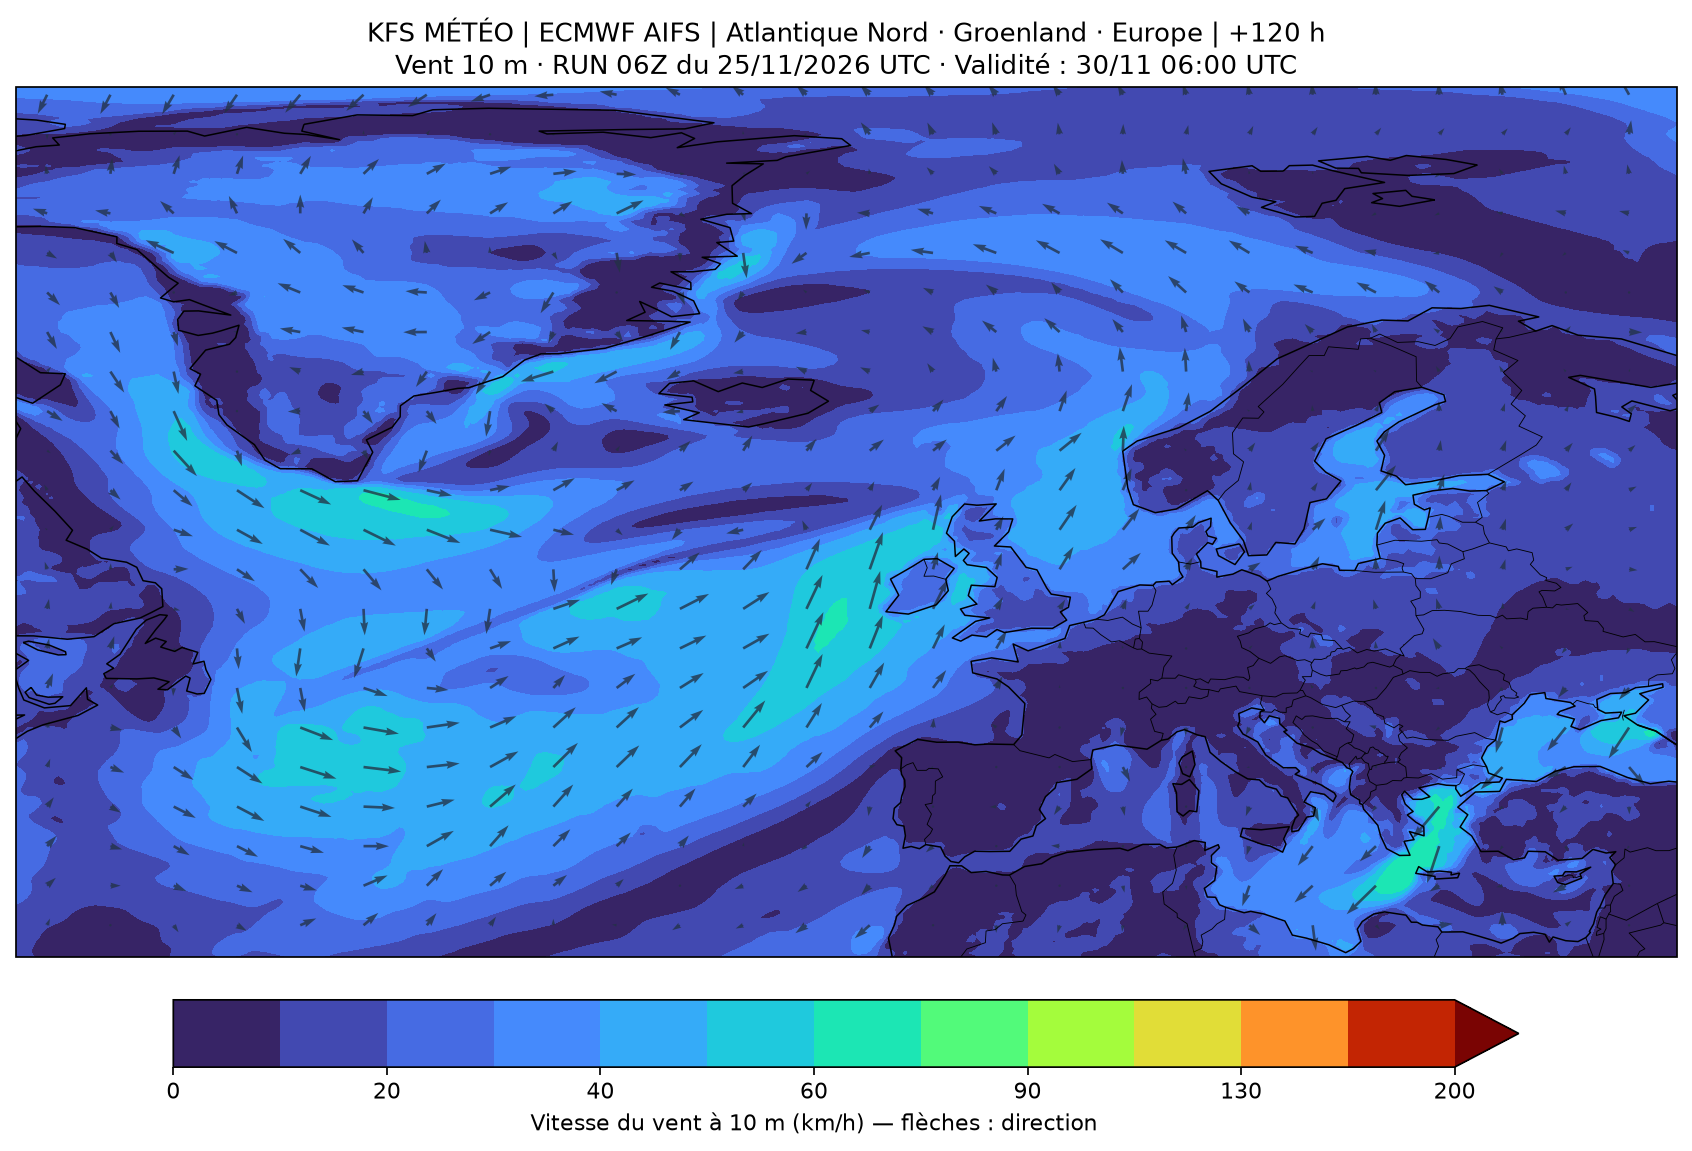 KFS MÉTÉO | ECMWF AIFS | Atlantique Nord · Groenland · Europe | +120 h
Vent 10 m · RUN 06Z du 25/11/2026 UTC · Validité : 30/11 06:00 UTC
0 20 40 60 90 130 200
Vitesse du vent à 10 m (km/h) — flèches : direction